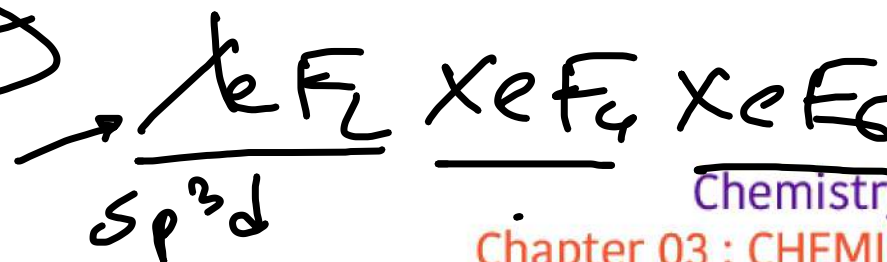 XeF₂ XeF₄ XeF₆
sp³d
Chemistr
Chapter 03 : CHEMI